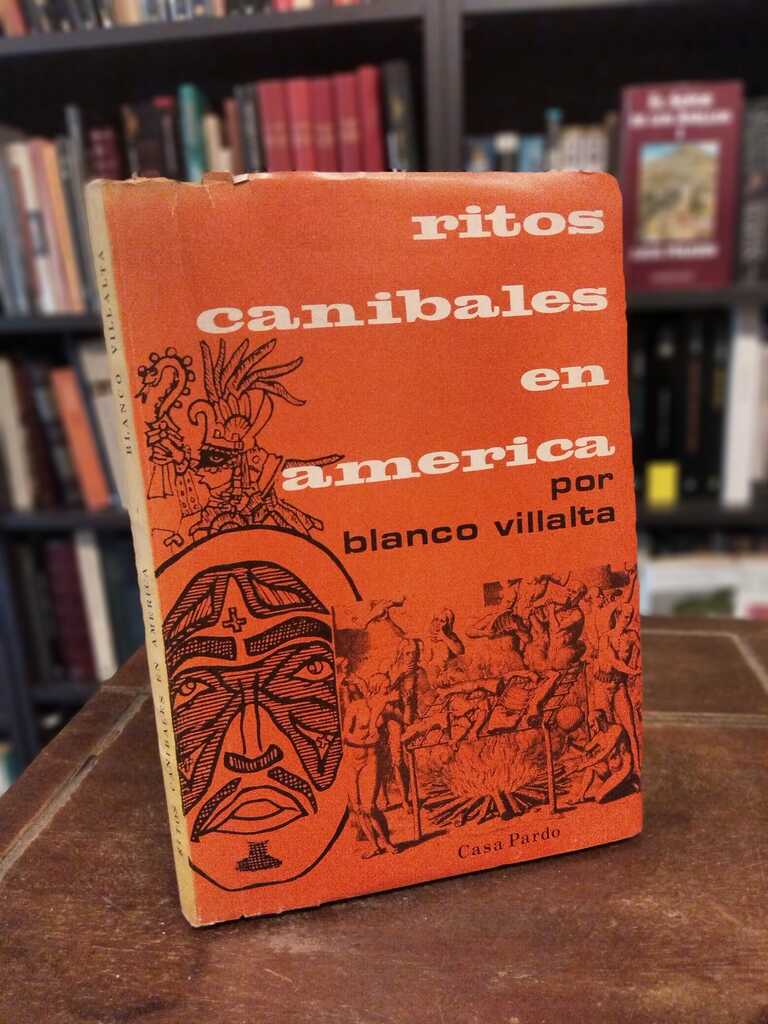 ritos
canibales
en
america
por
blanco villalta
Casa Pardo
BLANCO VILLALTA
RITOS CANIBALES EN AMERICA